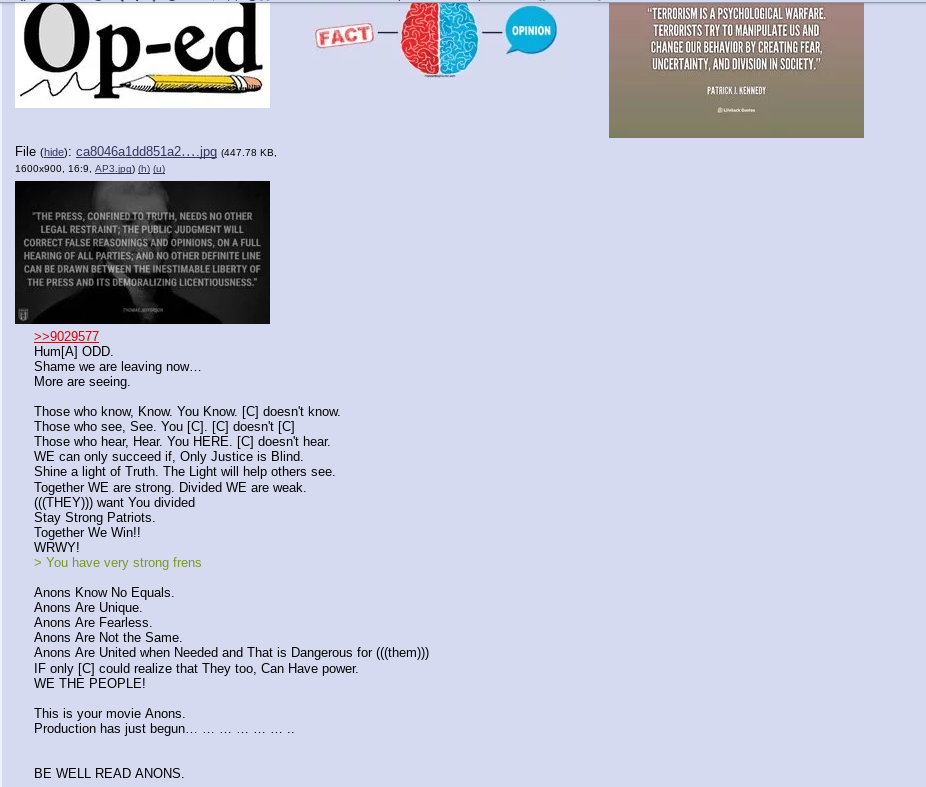 Op-ed
FACT
OPINION
"TERRORISM IS A PSYCHOLOGICAL WARFARE.
TERRORISTS TRY TO MANIPULATE US AND
CHANGE OUR BEHAVIOR BY CREATING FEAR,
UNCERTAINTY, AND DIVISION IN SOCIETY."
PATRICK J. KENNEDY
Lifehack Quotes
File (hide): ca8046a1dd851a2….jpg (447.78 KB,
1600x900, 16:9, AP3.jpg) (h) (u)
"THE PRESS, CONFINED TO TRUTH, NEEDS NO OTHER
LEGAL RESTRAINT; THE PUBLIC JUDGMENT WILL
CORRECT FALSE REASONINGS AND OPINIONS, ON A FULL
HEARING OF ALL PARTIES; AND NO OTHER DEFINITE LINE
CAN BE DRAWN BETWEEN THE INESTIMABLE LIBERTY OF
THE PRESS AND ITS DEMORALIZING LICENTIOUSNESS."
THOMAS JEFFERSON
>>9029577
Hum[A] ODD.
Shame we are leaving now…
More are seeing.
Those who know, Know. You Know. [C] doesn't know.
Those who see, See. You [C]. [C] doesn't [C]
Those who hear, Hear. You HERE. [C] doesn't hear.
WE can only succeed if, Only Justice is Blind.
Shine a light of Truth. The Light will help others see.
Together WE are strong. Divided WE are weak.
(((THEY))) want You divided
Stay Strong Patriots.
Together We Win!!
WRWY!
> You have very strong frens
Anons Know No Equals.
Anons Are Unique.
Anons Are Fearless.
Anons Are Not the Same.
Anons Are United when Needed and That is Dangerous for (((them)))
IF only [C] could realize that They too, Can Have power.
WE THE PEOPLE!
This is your movie Anons.
Production has just begun… … … … … … ..
BE WELL READ ANONS.